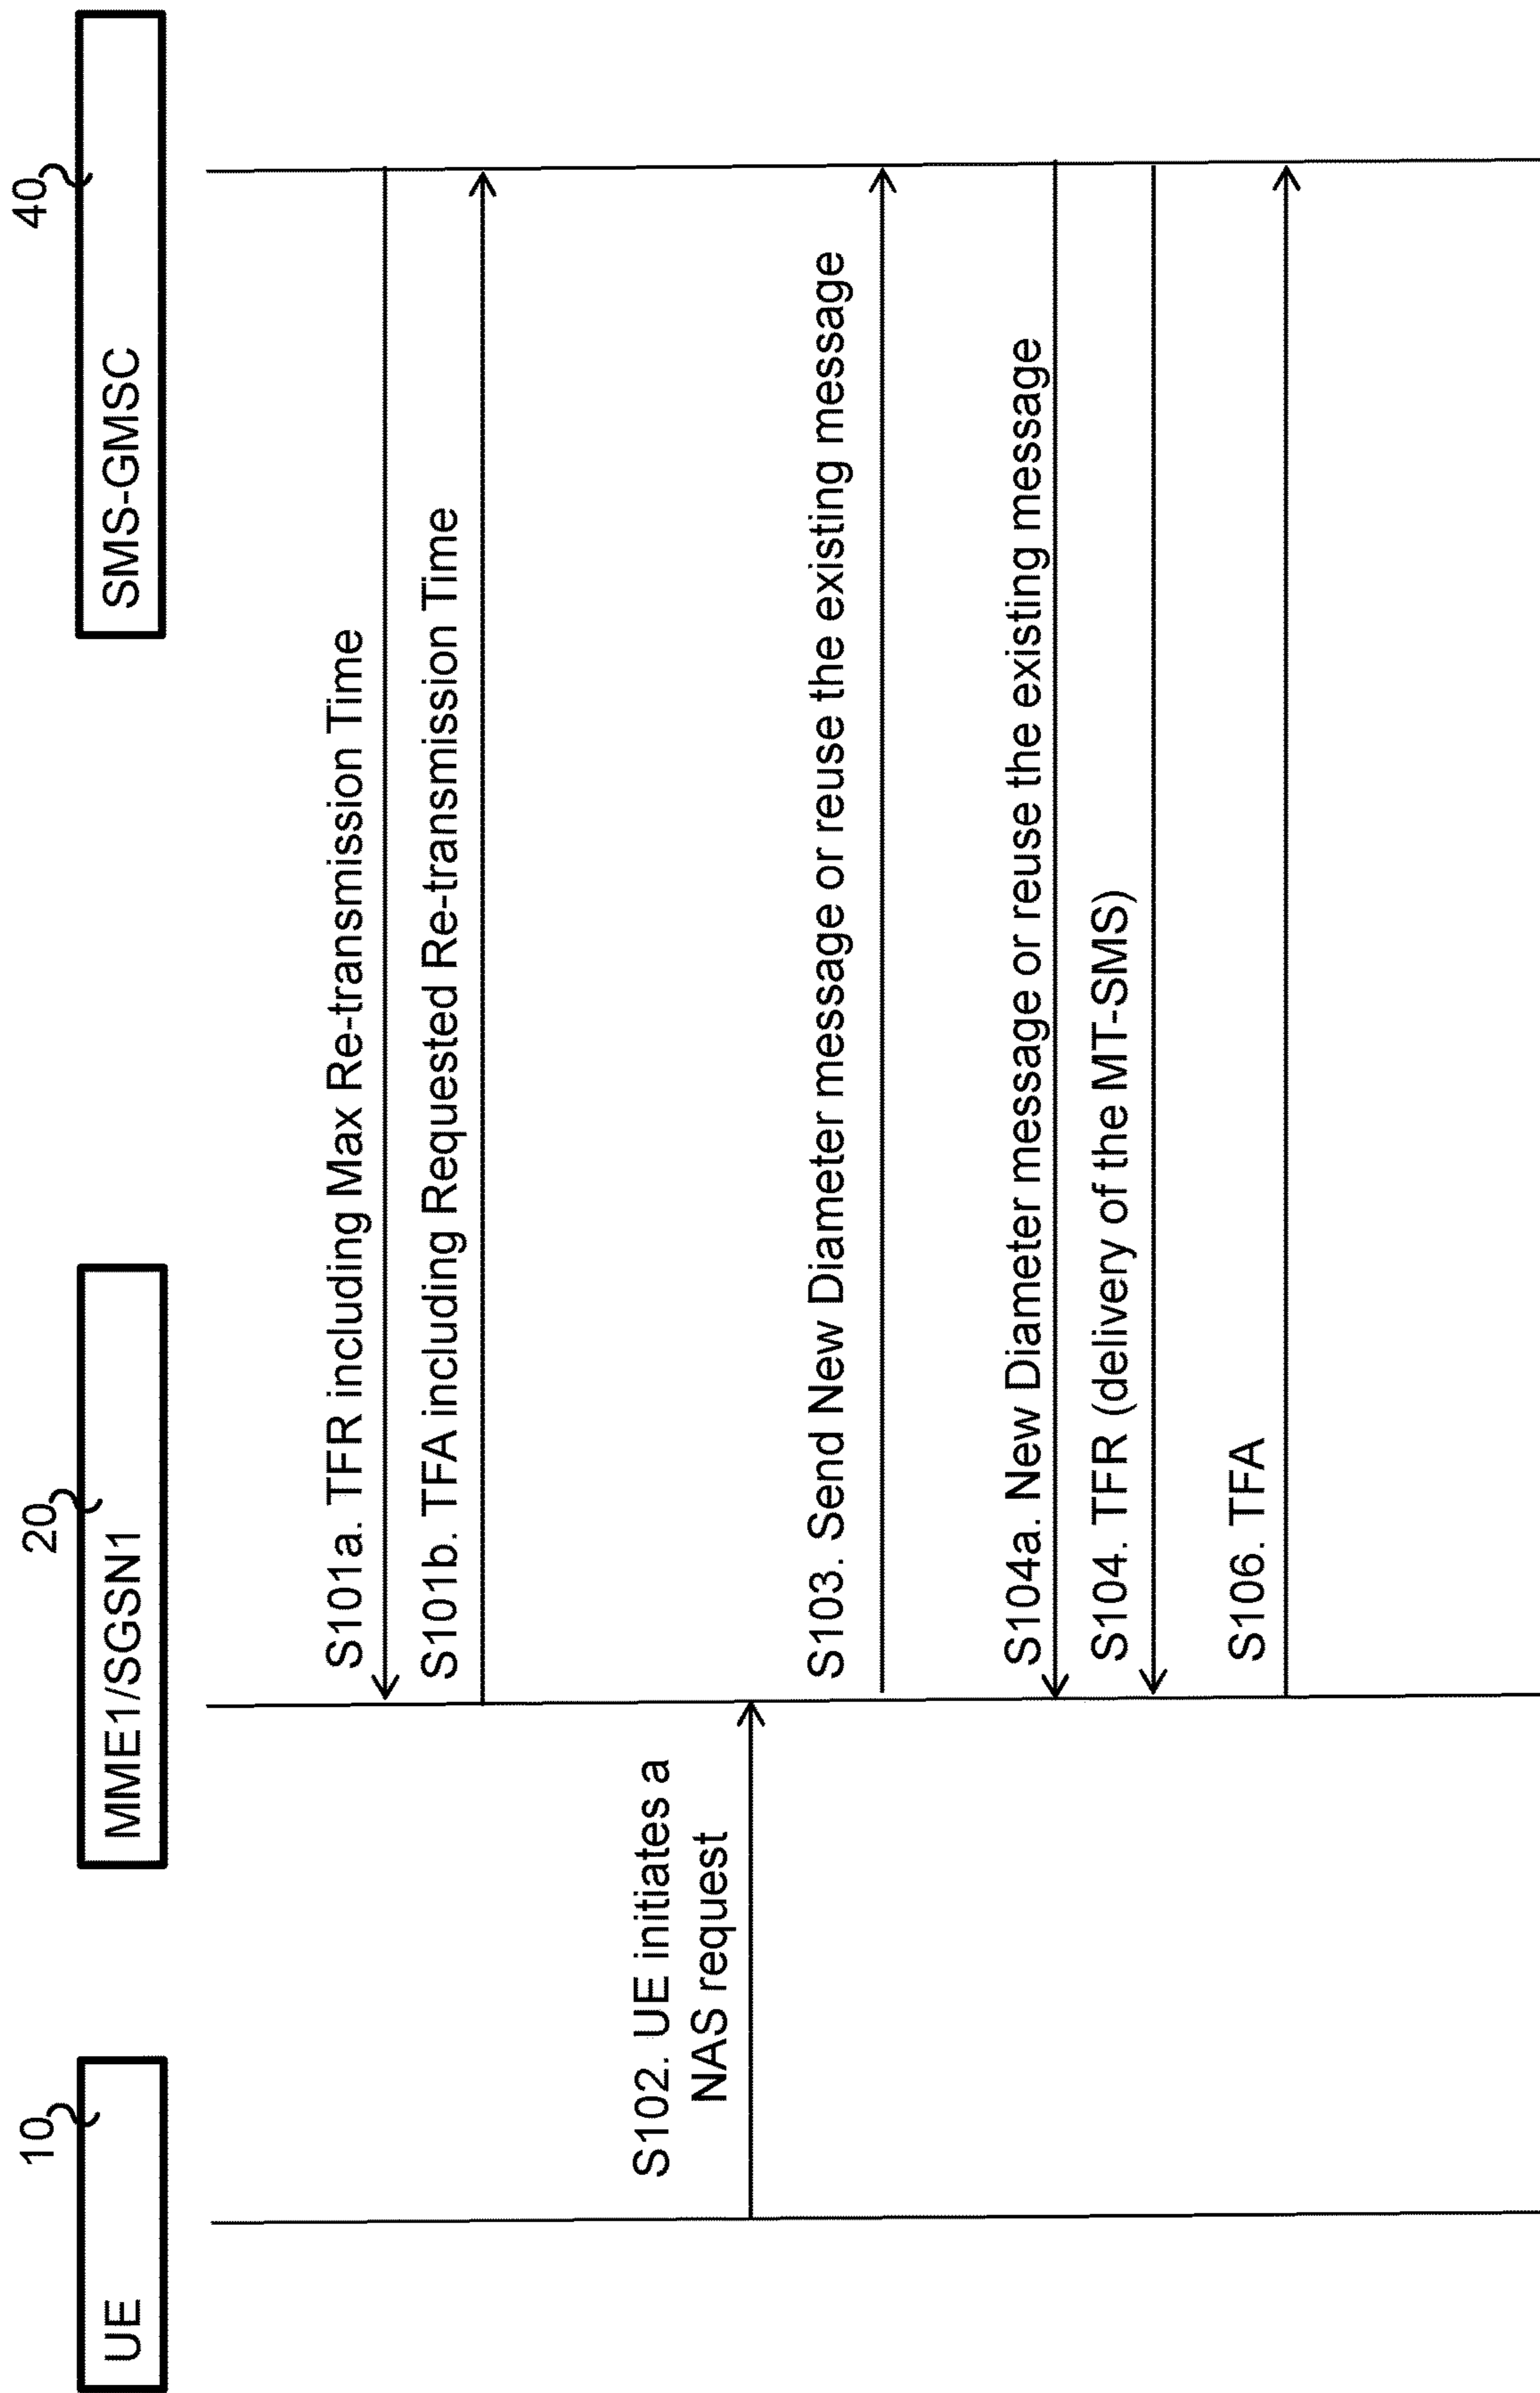 10
20
40
UE
MME1/SGSN1
SMS-GMSC
S101a. TFR including Max Re-transmission Time
S101b. TFA including Requested Re-transmission Time
S102. UE initiates a
NAS request
S103. Send New Diameter message or reuse the existing message
S104a. New Diameter message or reuse the existing message
S104. TFR (delivery of the MT-SMS)
S106. TFA